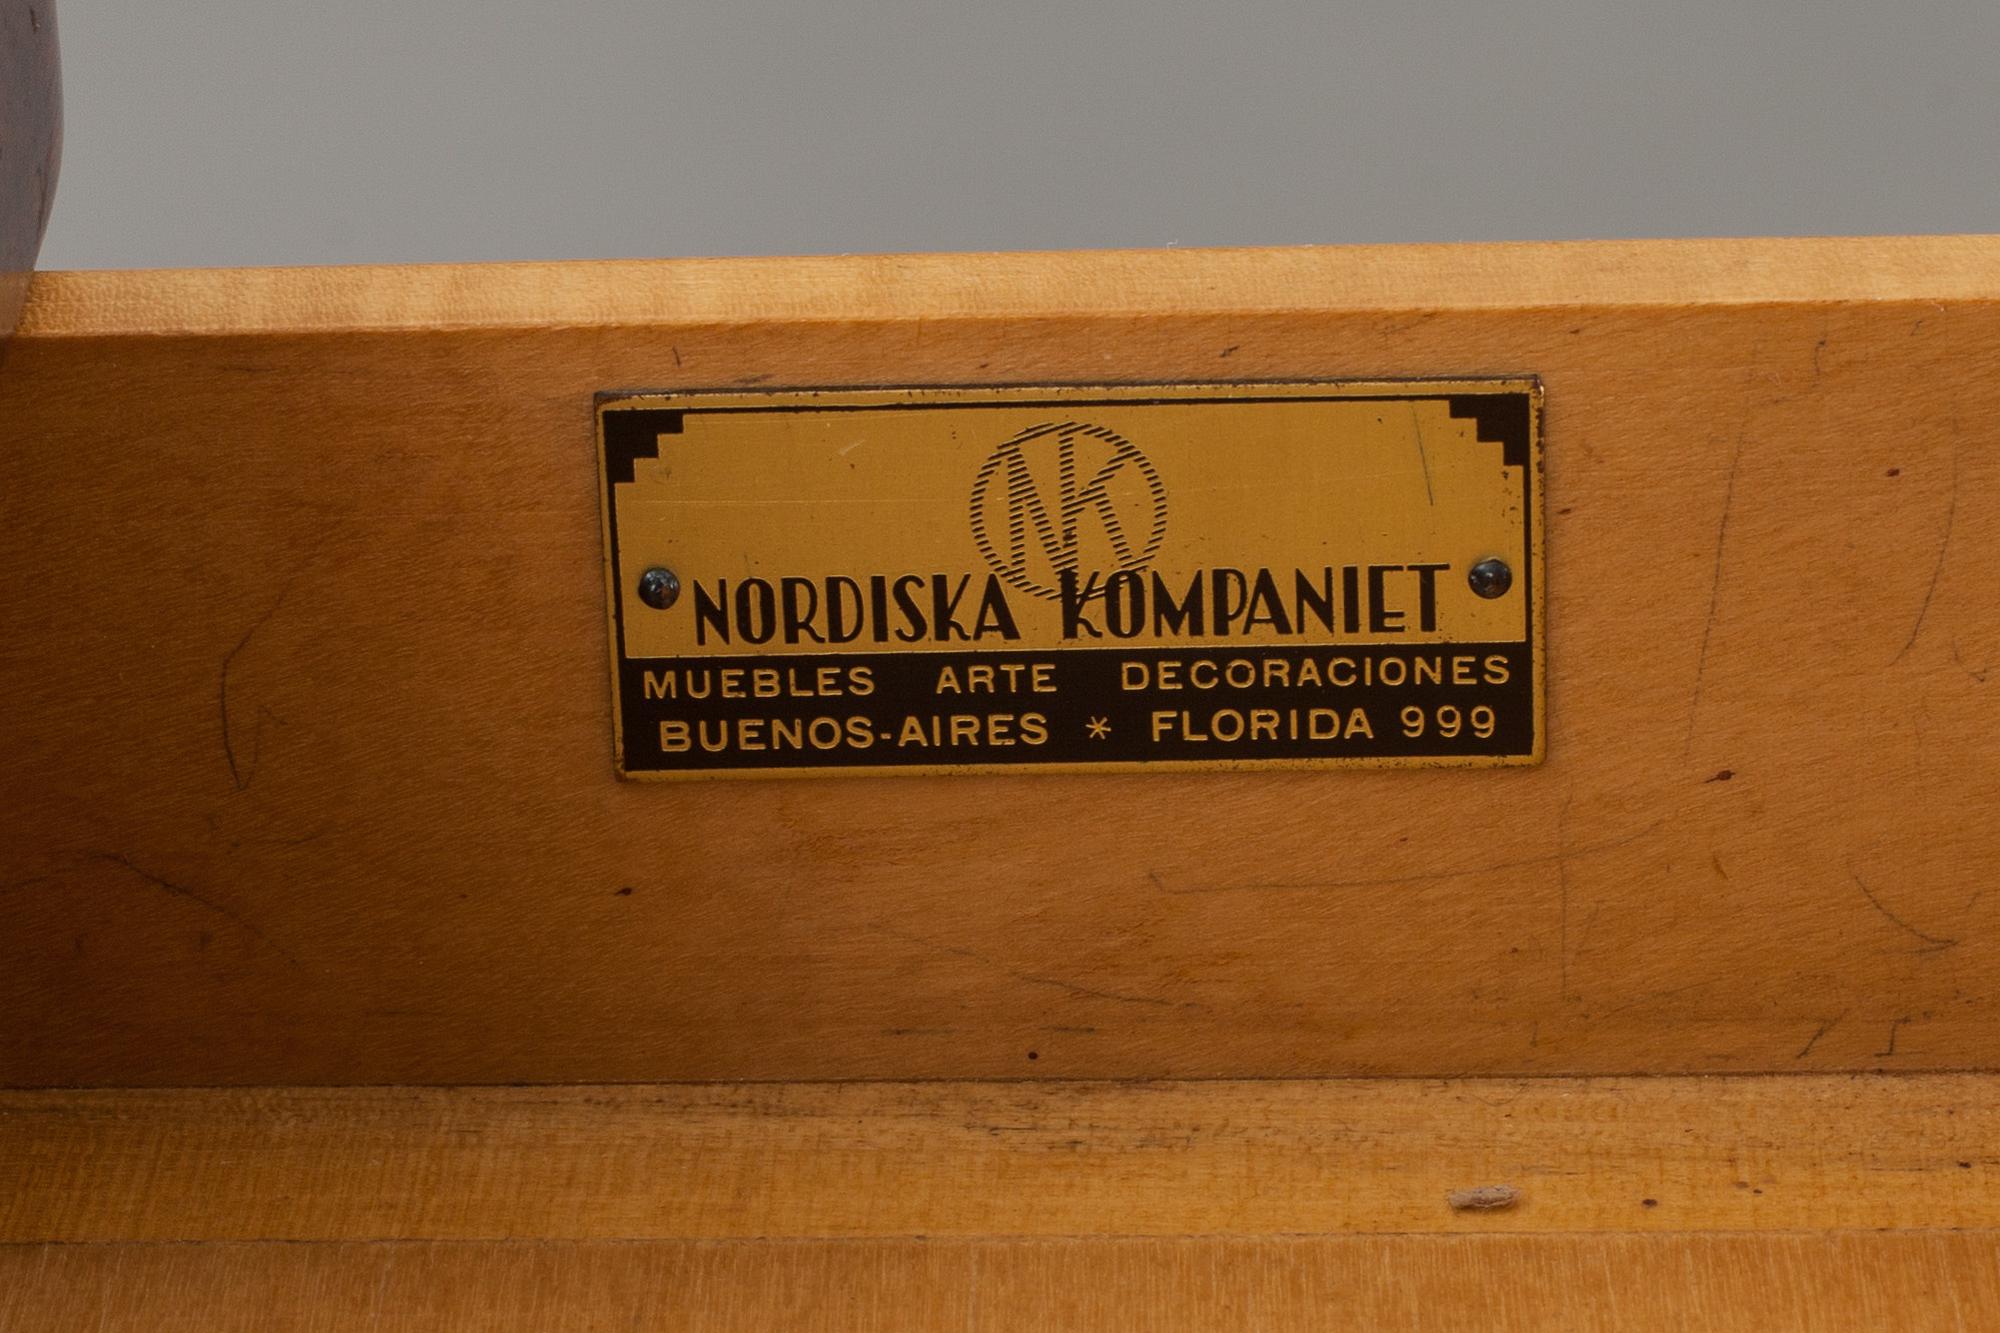 NK
NORDISKA KOMPANIET
MUEBLES ARTE DECORACIONES
BUENOS-AIRES * FLORIDA 999